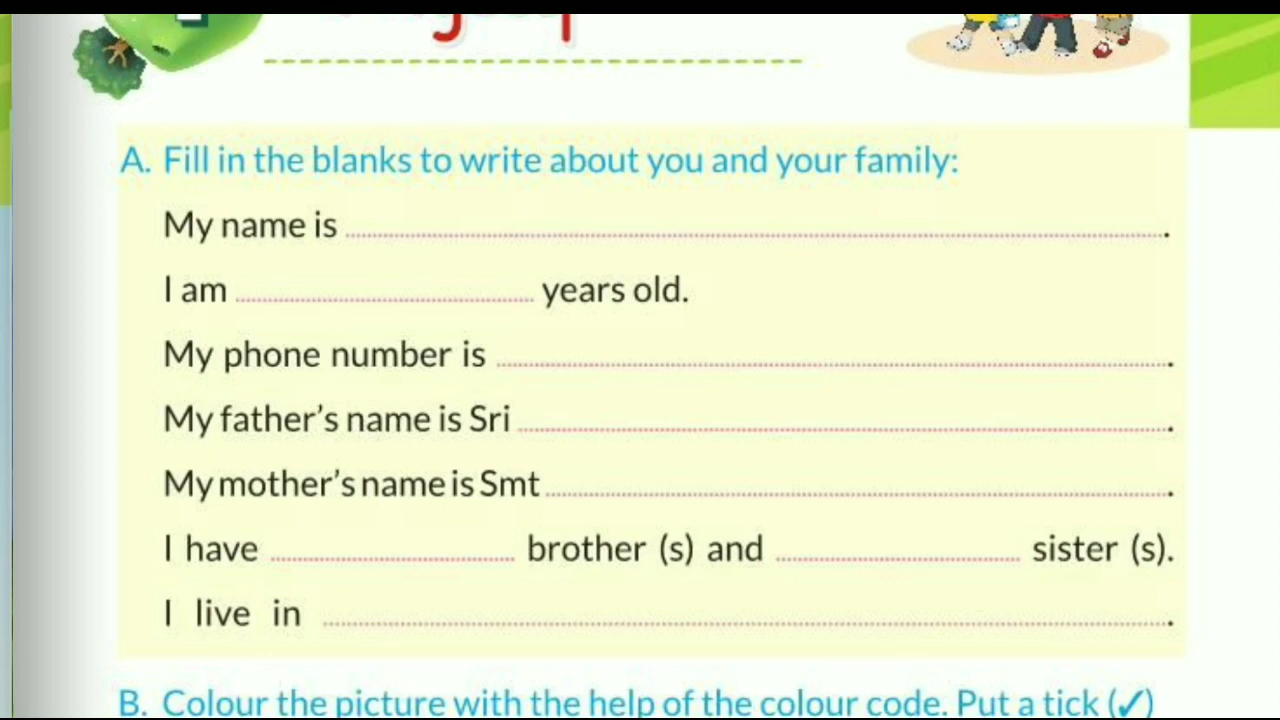 A. Fill in the blanks to write about you and your family:
My name is ............................................................ .
I am .............................. years old.
My phone number is ............................................................ .
My father's name is Sri ............................................................ .
My mother's name is Smt ............................................................ .
I have .............................. brother (s) and .............................. sister (s).
I live in ............................................................ .
B. Colour the picture with the help of the colour code. Put a tick (✓)